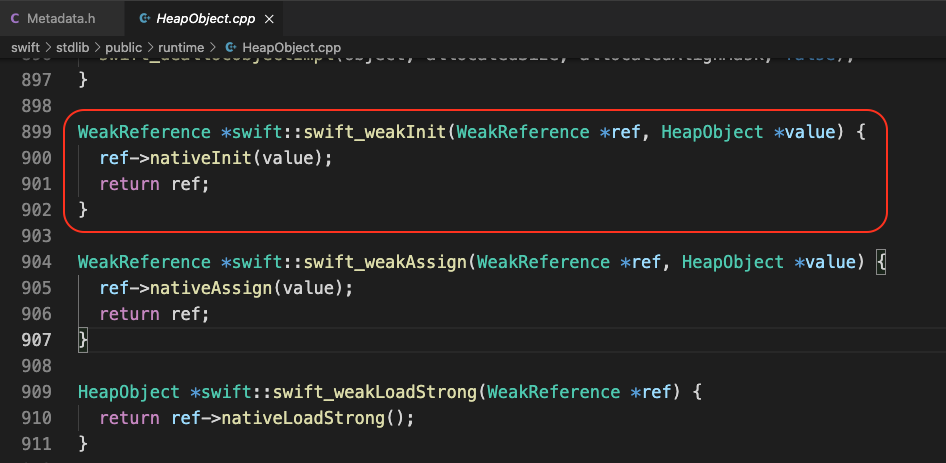 Metadata.h HeapObject.cpp ×
swift > stdlib > public > runtime > HeapObject.cpp > 
897 }
898
899 WeakReference *swift::swift_weakInit(WeakReference *ref, HeapObject *value) {
900   ref->nativeInit(value);
901   return ref;
902 }
903
904 WeakReference *swift::swift_weakAssign(WeakReference *ref, HeapObject *value) {
905   ref->nativeAssign(value);
906   return ref;
907 }
908
909 HeapObject *swift::swift_weakLoadStrong(WeakReference *ref) {
910   return ref->nativeLoadStrong();
911 }